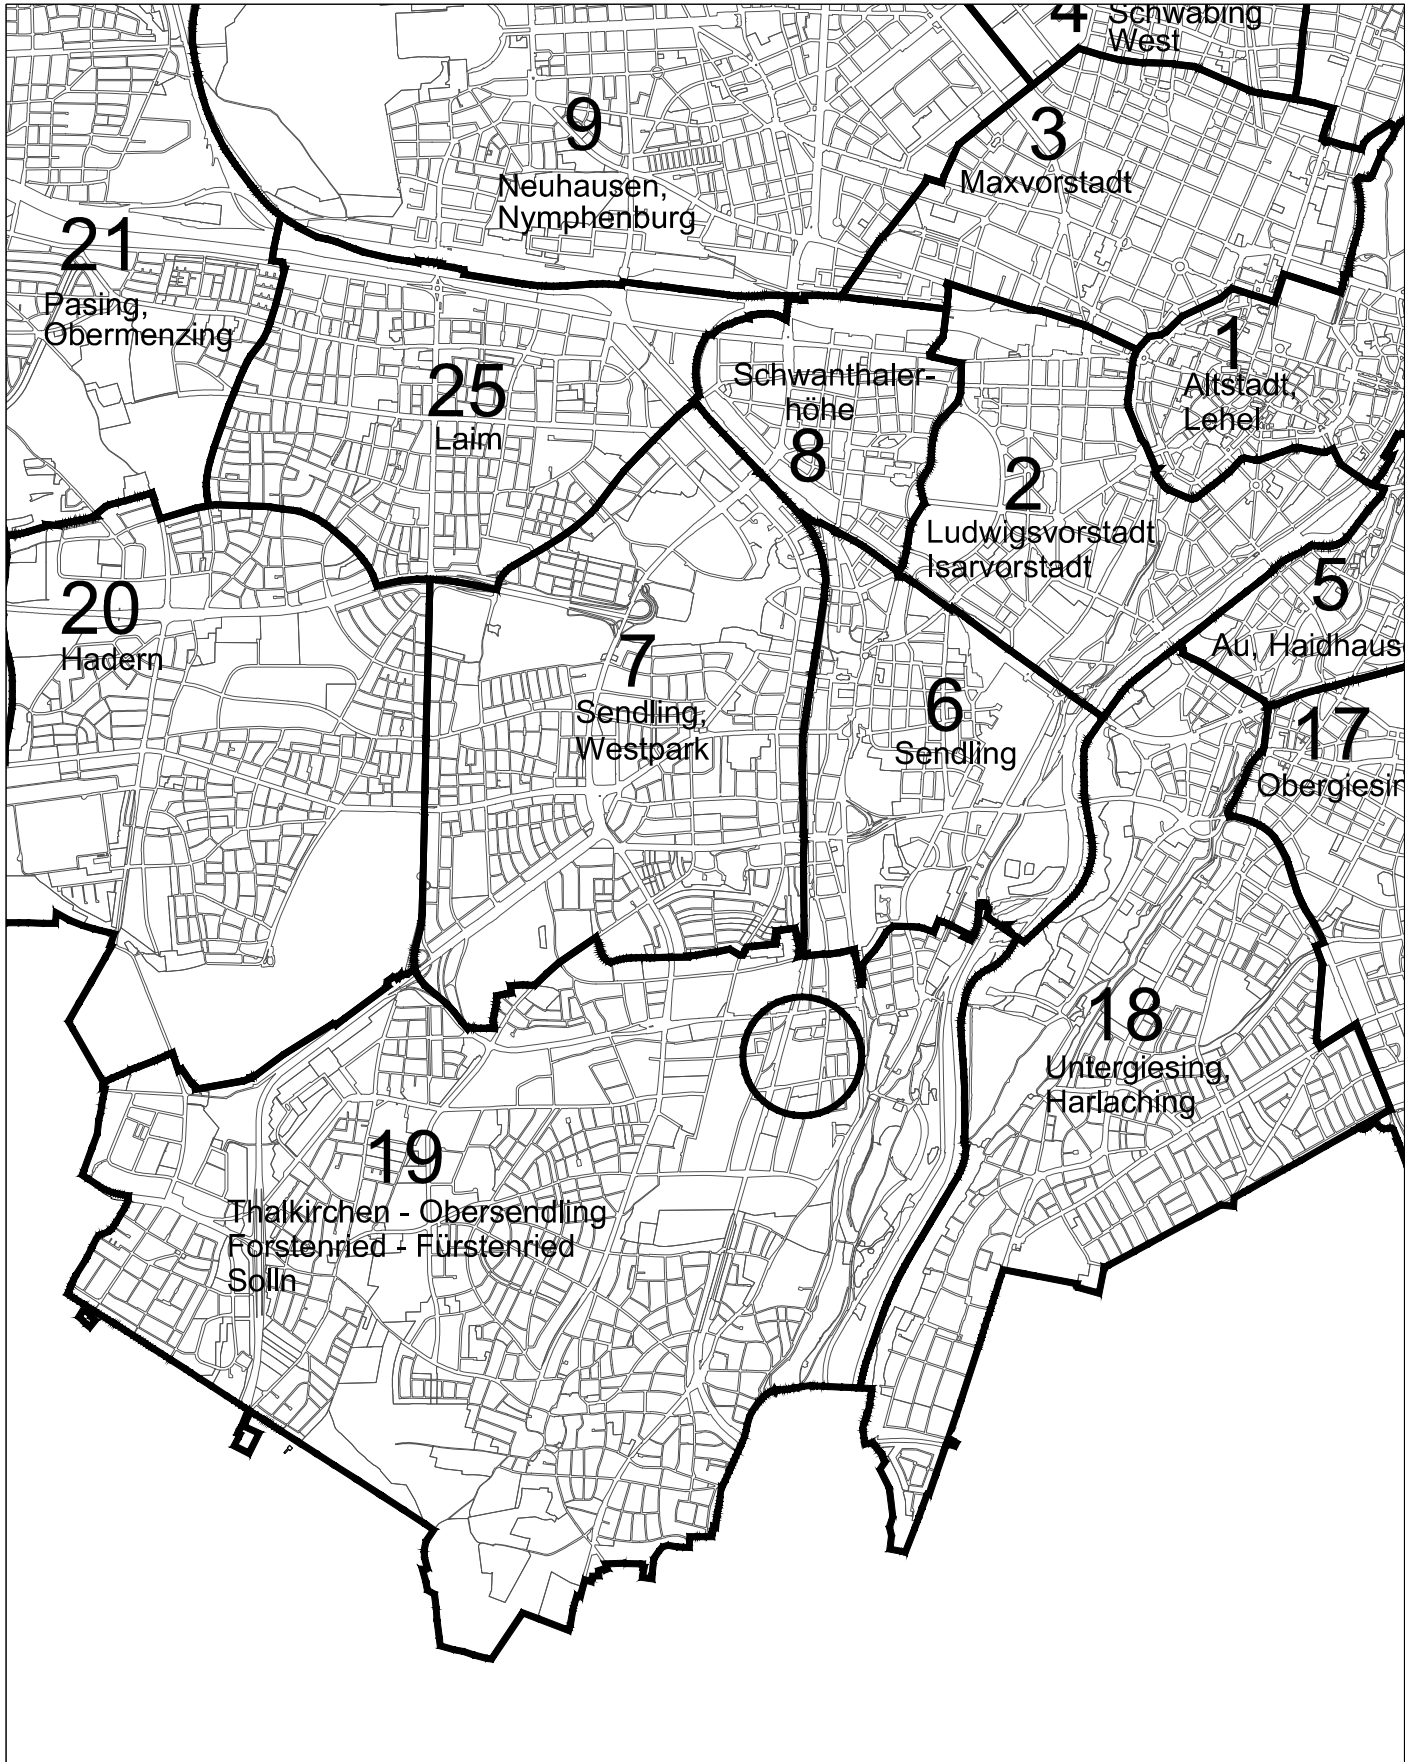 4 Schwabing
West
9
Neuhausen,
Nymphenburg
3
Maxvorstadt
21
Pasing,
Obermenzing
25
Laim
Schwanthaler-
höhe
8
1
Altstadt,
Lehel
2
Ludwigsvorstadt
Isarvorstadt
5
Au, Haidhaus
20
Hadern
7
Sendling,
Westpark
6
Sendling
17
Obergiesin
18
Untergiesing,
Harlaching
19
Thalkirchen - Obersendling
Forstenried - Fürstenried
Solln